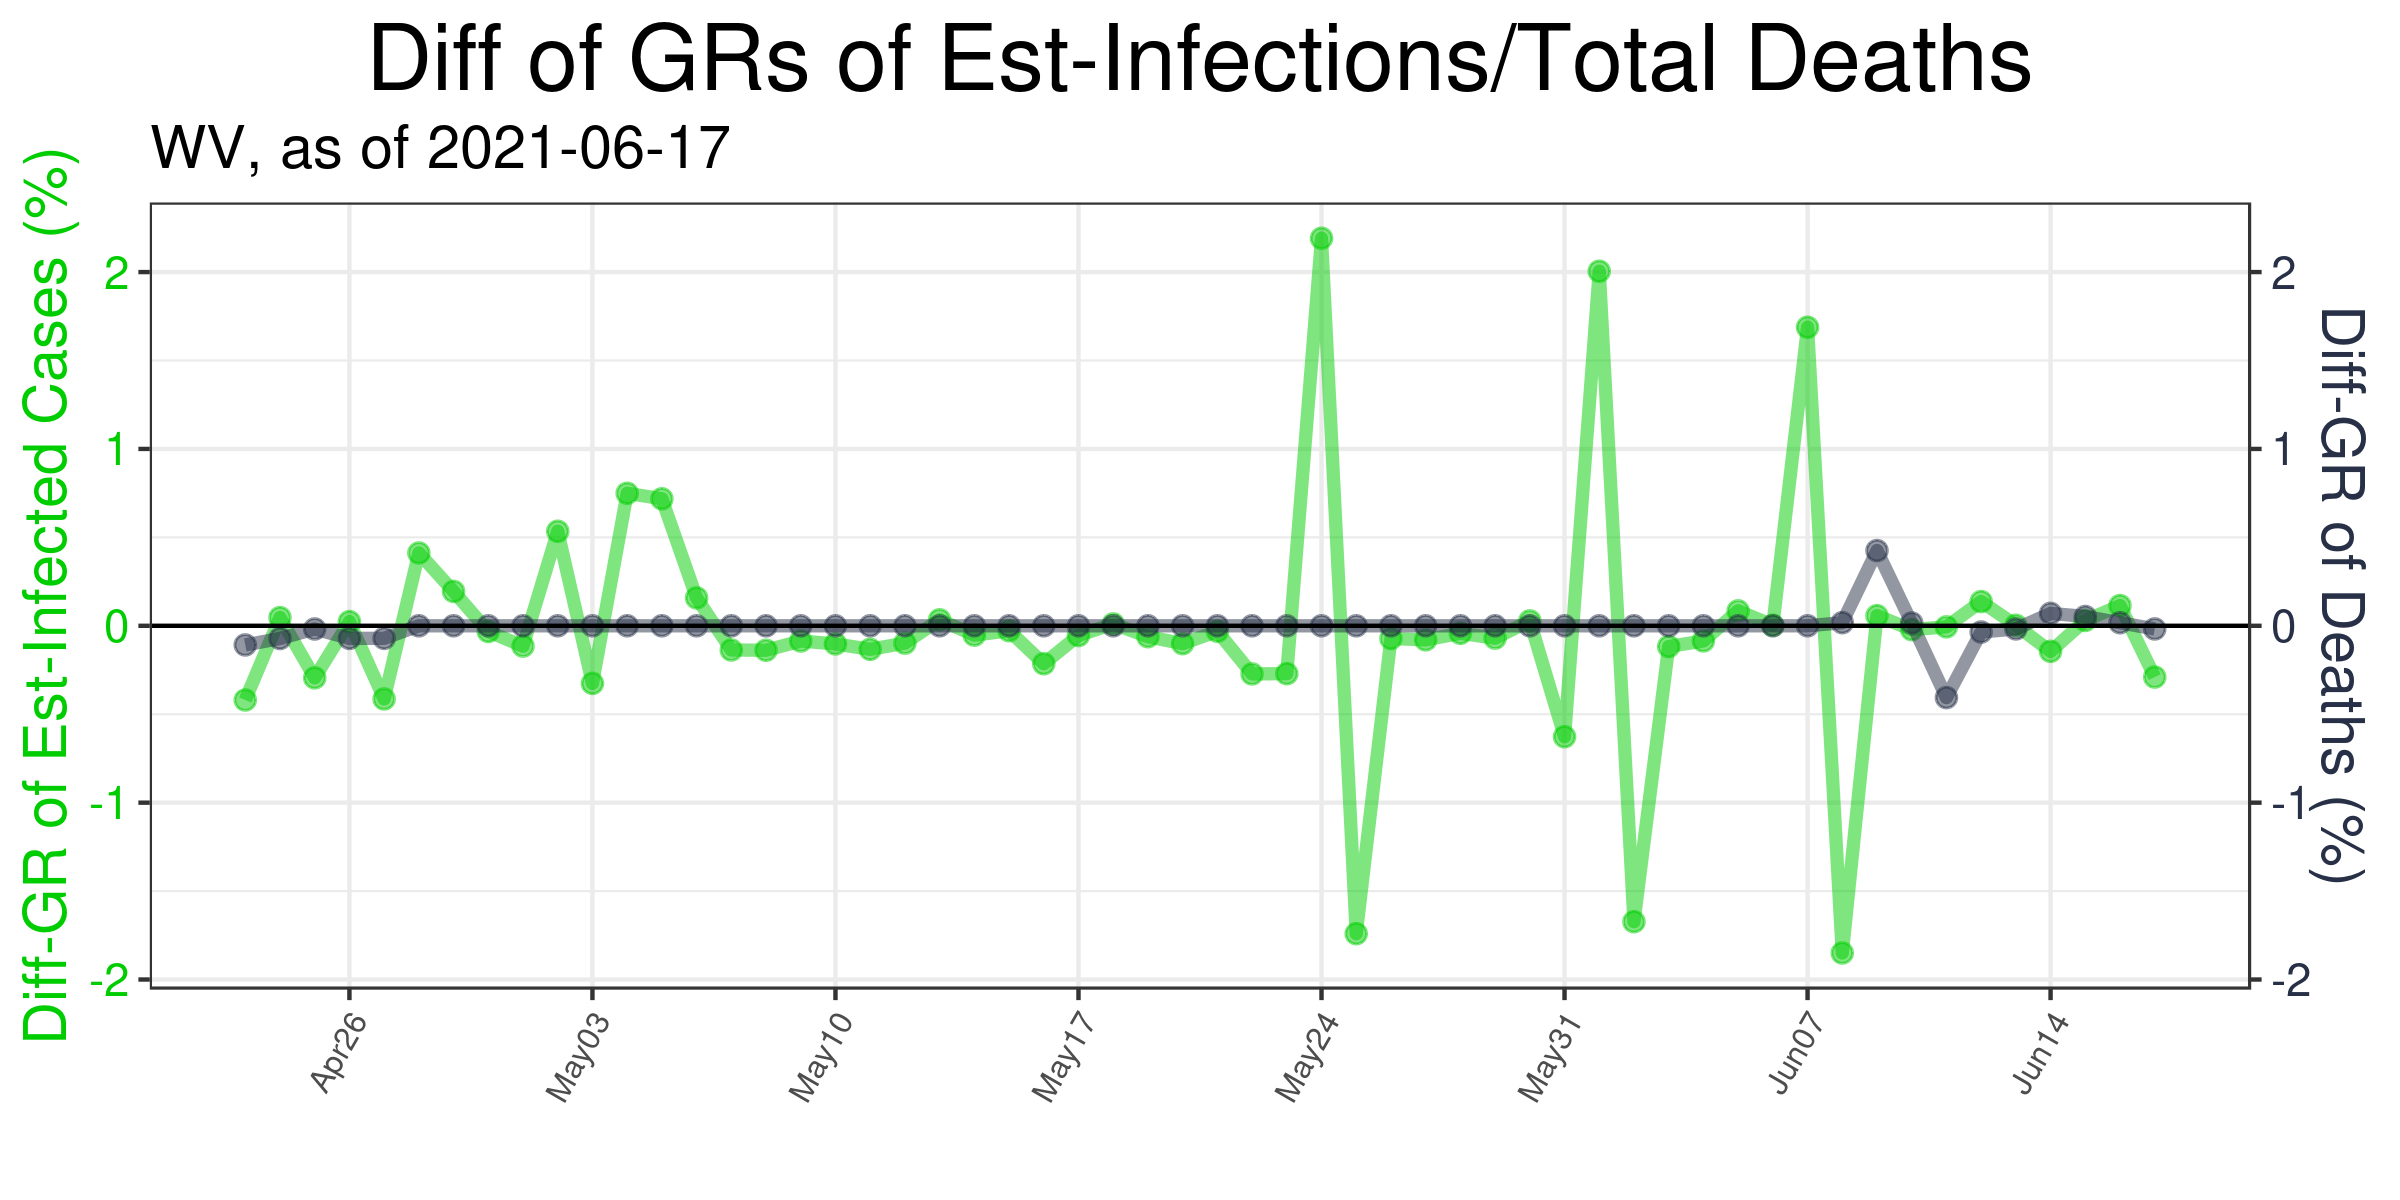 Diff of GRs of Est-Infections/Total Deaths
WV, as of 2021-06-17
Diff-GR of Est-Infected Cases (%)
2
1
0
-1
-2
2
1
0
-1
-2
Diff-GR of Deaths (%)
Apr26
May03
May10
May17
May24
May31
Jun07
Jun14